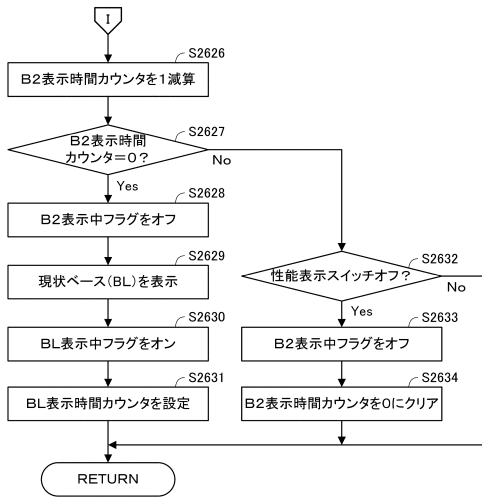 I
S2626
B2表示時間カウンタを1減算
S2627
B2表示時間
カウンタ=0?
No
Yes
S2628
B2表示中フラグをオフ
S2629
現状ベース(BL)を表示
S2630
BL表示中フラグをオン
S2631
BL表示時間カウンタを設定
S2632
性能表示スイッチオフ?
No
Yes
S2633
B2表示中フラグをオフ
S2634
B2表示時間カウンタを0にクリア
RETURN